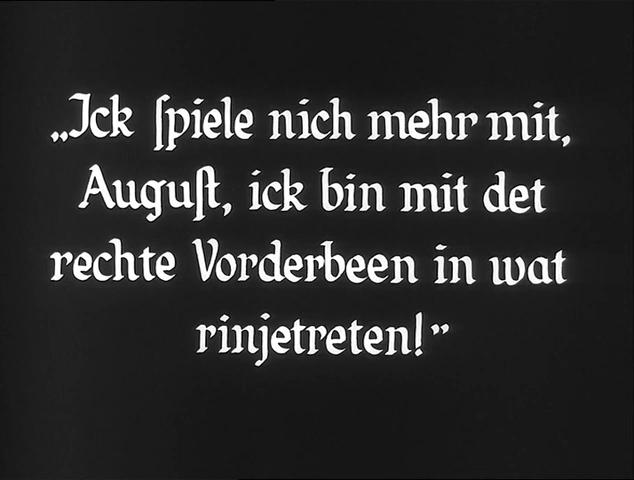 „Ick ſpiele nich mehr mit,
Auguſt, ick bin mit det
rechte Vorderbeen in wat
rinjetreten!”